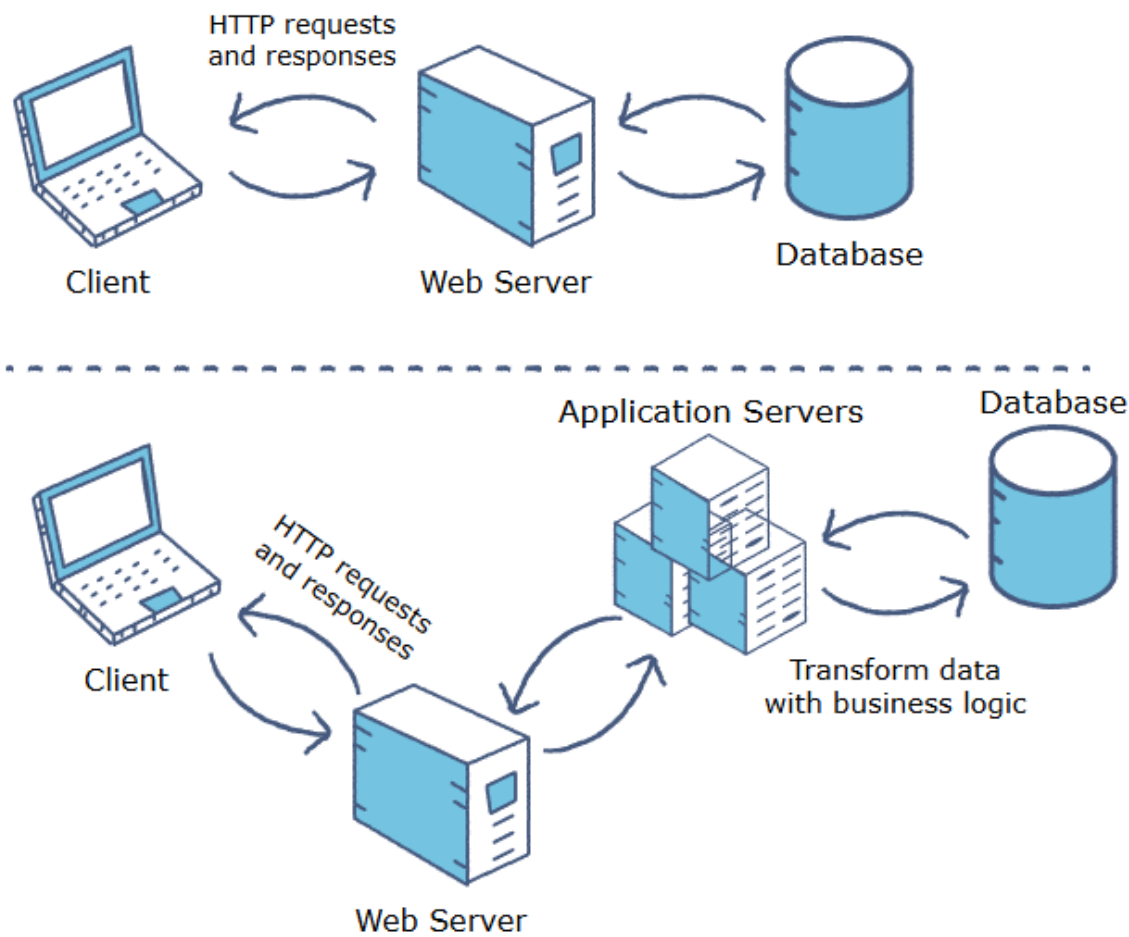 HTTP requests
and responses
Client
Web Server
Database
Application Servers
Database
HTTP requests
and responses
Client
Transform data
with business logic
Web Server